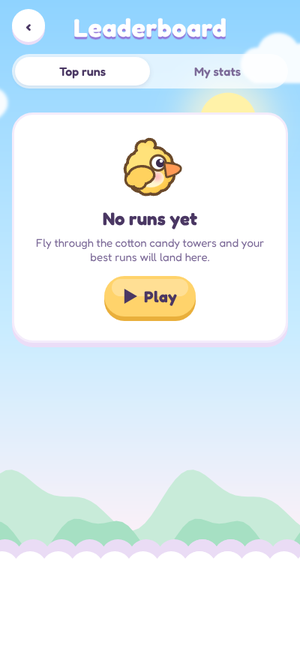 Leaderboard
Top runs
My stats
No runs yet
Fly through the cotton candy towers and your
best runs will land here.
Play